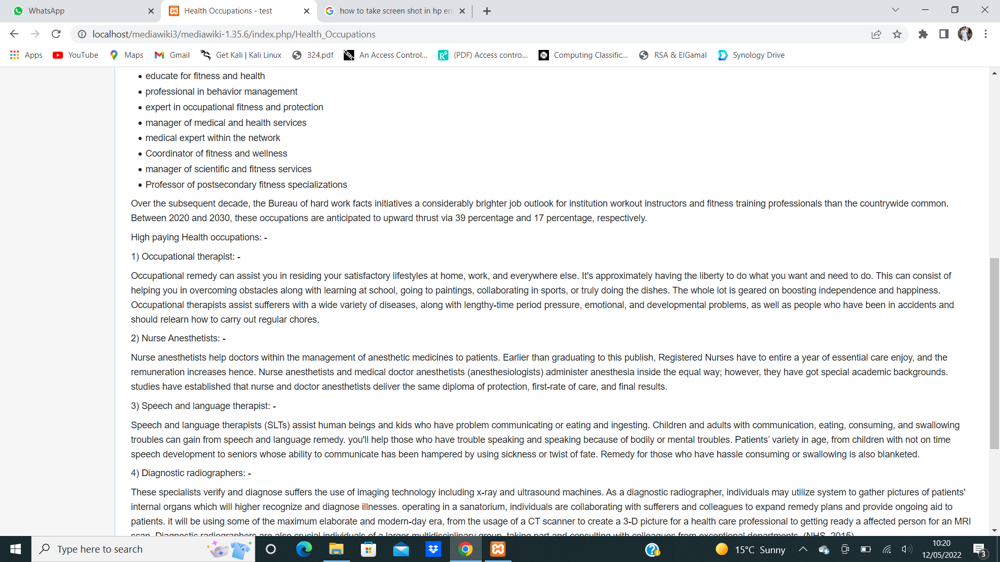 WhatsApp
Health Occupations - test
how to take screen shot in hp en
localhost/mediawiki3/mediawiki-1.35.6/index.php/Health_Occupations
Apps YouTube Maps Gmail Get Kali | Kali Linux 324.pdf An Access Control... (PDF) Access contro... Computing Classific... RSA & ElGamal Synology Drive
• educate for fitness and health
• professional in behavior management
• expert in occupational fitness and protection
• manager of medical and health services
• medical expert within the network
• Coordinator of fitness and wellness
• manager of scientific and fitness services
• Professor of postsecondary fitness specializations
Over the subsequent decade, the Bureau of hard work facts initiatives a considerably brighter job outlook for institution workout instructors and fitness training professionals than the countrywide common.
Between 2020 and 2030, these occupations are anticipated to upward thrust via 39 percentage and 17 percentage, respectively.
High paying Health occupations: -
1) Occupational therapist: -
Occupational remedy can assist you in residing your satisfactory lifestyles at home, work, and everywhere else. It's approximately having the liberty to do what you want and need to do. This can consist of
helping you in overcoming obstacles along with learning at school, going to paintings, collaborating in sports, or truly doing the dishes. The whole lot is geared on boosting independence and happiness.
Occupational therapists assist sufferers with a wide variety of diseases, along with lengthy-time period pressure, emotional, and developmental problems, as well as people who have been in accidents and
should relearn how to carry out regular chores.
2) Nurse Anesthetists: -
Nurse anesthetists help doctors within the management of anesthetic medicines to patients. Earlier than graduating to this publish, Registered Nurses have to entire a year of essential care enjoy, and the
remuneration increases hence. Nurse anesthetists and medical doctor anesthetists (anesthesiologists) administer anesthesia inside the equal way; however, they have got special academic backgrounds.
studies have established that nurse and doctor anesthetists deliver the same diploma of protection, first-rate of care, and final results.
3) Speech and language therapist: -
Speech and language therapists (SLTs) assist human beings and kids who have problem communicating or eating and ingesting. Children and adults with communication, eating, consuming, and swallowing
troubles can gain from speech and language remedy. you'll help those who have trouble speaking and speaking because of bodily or mental troubles. Patients' variety in age, from children with not on time
speech development to seniors whose ability to communicate has been hampered by using sickness or twist of fate. Remedy for those who have hassle consuming or swallowing is also blanketed.
4) Diagnostic radiographers: -
These specialists verify and diagnose suffers the use of imaging technology including x-ray and ultrasound machines. As a diagnostic radiographer, individuals may utilize system to gather pictures of patients'
internal organs which will higher recognize and diagnose illnesses. operating in a sanatorium, individuals are collaborating with sufferers and colleagues to expand remedy plans and provide ongoing aid to
patients. it will be using some of the maximum elaborate and modern-day era, from the usage of a CT scanner to create a 3-D picture for a health care professional to getting ready a affected person for an MRI
scan. Diagnostic radiographers are also crucial individuals of a larger multidisciplinary group, taking part and consulting with colleagues from exceptional departments. (NHS, 2015)
Type here to search
15°C Sunny
10:20
12/05/2022
3